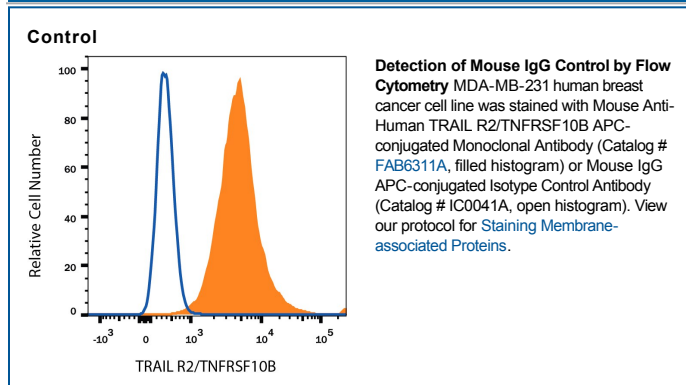 Control
100
80
60
40
20
0
Relative Cell Number
-10³ 0 10³ 10⁴ 10⁵
TRAIL R2/TNFRSF10B
Detection of Mouse IgG Control by Flow
Cytometry MDA-MB-231 human breast
cancer cell line was stained with Mouse Anti-
Human TRAIL R2/TNFRSF10B APC-
conjugated Monoclonal Antibody (Catalog #
FAB6311A, filled histogram) or Mouse IgG
APC-conjugated Isotype Control Antibody
(Catalog # IC0041A, open histogram). View
our protocol for Staining Membrane-
associated Proteins.